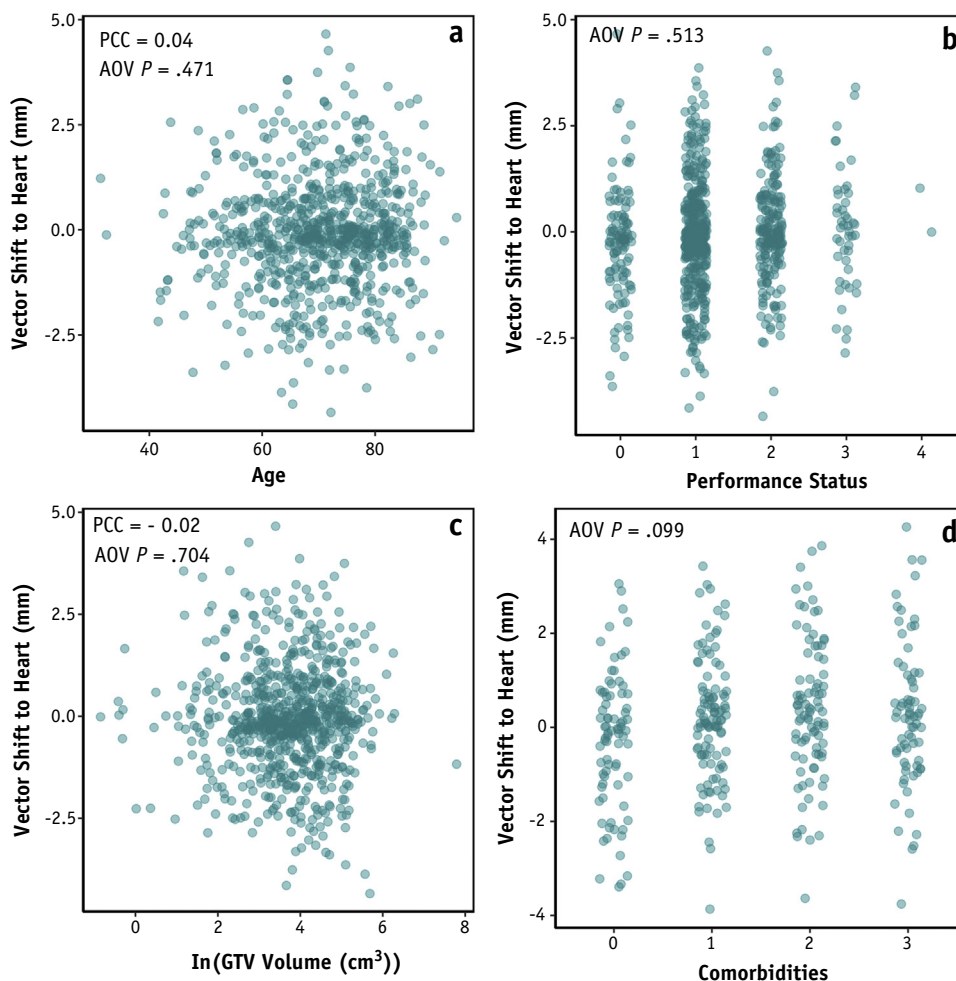 a
PCC = 0.04
AOV P = .471
5.0
2.5
0.0
-2.5
Vector Shift to Heart (mm)
40 60 80
Age
b
AOV P = .513
5.0
2.5
0.0
-2.5
Vector Shift to Heart (mm)
0 1 2 3 4
Performance Status
c
PCC = - 0.02
AOV P = .704
5.0
2.5
0.0
-2.5
Vector Shift to Heart (mm)
0 2 4 6 8
In(GTV Volume (cm³))
d
AOV P = .099
4
2
0
-2
-4
Vector Shift to Heart (mm)
0 1 2 3
Comorbidities